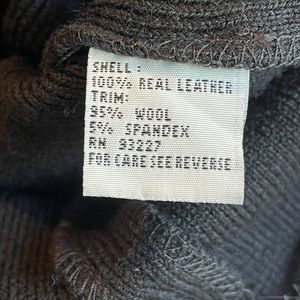 SHELL :
100% REAL LEATHER
TRIM:
95% WOOL
5% SPANDEX
RN 93227
FOR CARE SEE REVERSE